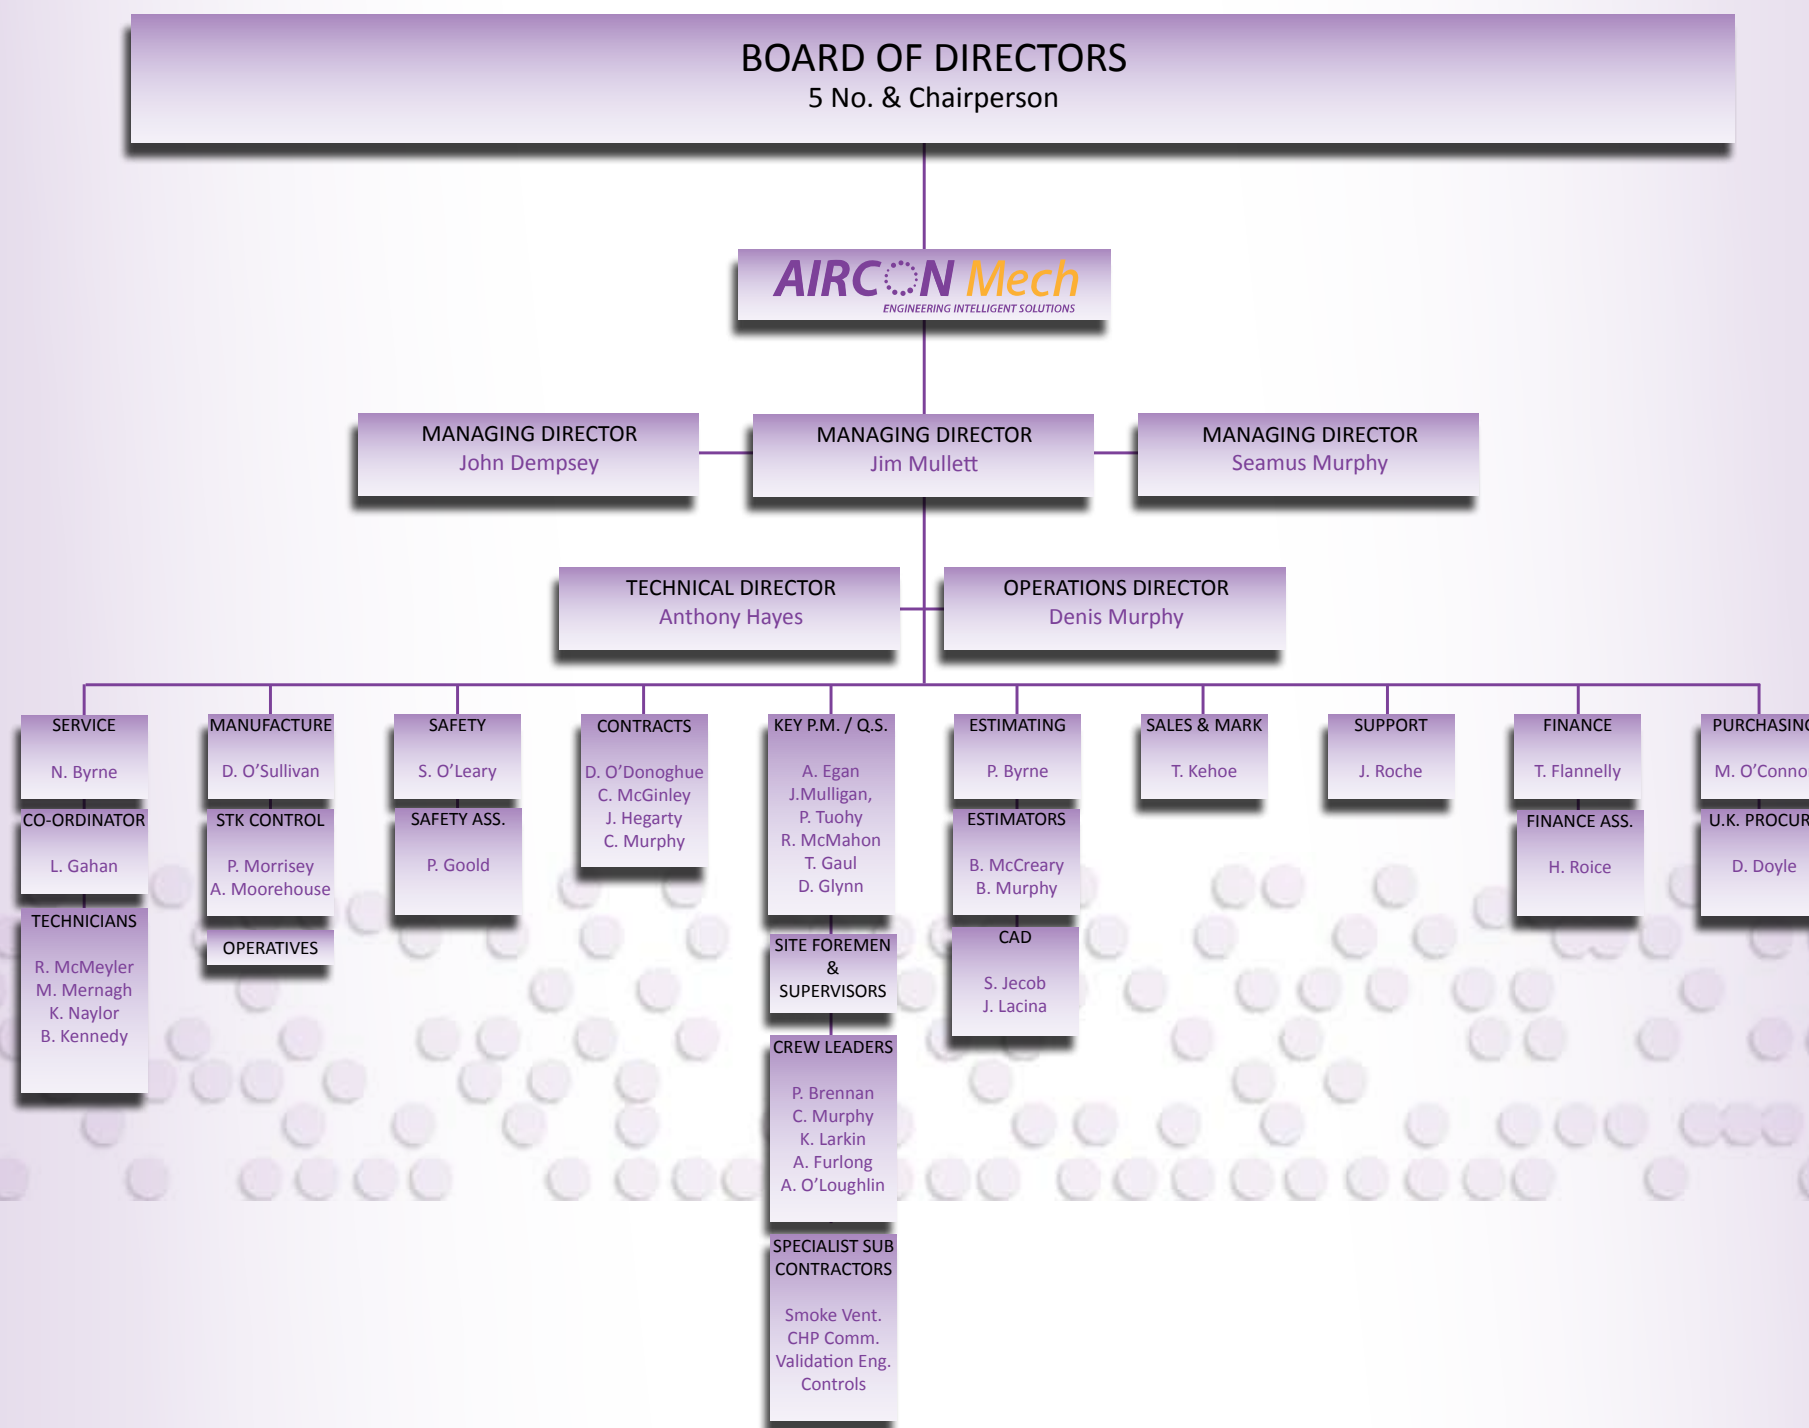 BOARD OF DIRECTORS
5 No. & Chairperson
AIRCON Mech
ENGINEERING INTELLIGENT SOLUTIONS
MANAGING DIRECTOR
John Dempsey
MANAGING DIRECTOR
Jim Mullett
MANAGING DIRECTOR
Seamus Murphy
TECHNICAL DIRECTOR
Anthony Hayes
OPERATIONS DIRECTOR
Denis Murphy
SERVICE
N. Byrne
CO-ORDINATOR
L. Gahan
TECHNICIANS
R. McMeyler
M. Mernagh
K. Naylor
B. Kennedy
MANUFACTURE
D. O’Sullivan
STK CONTROL
P. Morrisey
A. Moorehouse
OPERATIVES
SAFETY
S. O’Leary
SAFETY ASS.
P. Goold
CONTRACTS
D. O’Donoghue
C. McGinley
J. Hegarty
C. Murphy
KEY P.M. / Q.S.
A. Egan
J.Mulligan,
P. Tuohy
R. McMahon
T. Gaul
D. Glynn
SITE FOREMEN
&
SUPERVISORS
CREW LEADERS
P. Brennan
C. Murphy
K. Larkin
A. Furlong
A. O’Loughlin
SPECIALIST SUB
CONTRACTORS
Smoke Vent.
CHP Comm.
Validation Eng.
Controls
ESTIMATING
P. Byrne
ESTIMATORS
B. McCreary
B. Murphy
CAD
S. Jecob
J. Lacina
SALES & MARK
T. Kehoe
SUPPORT
J. Roche
FINANCE
T. Flannelly
FINANCE ASS.
H. Roice
PURCHASING
M. O’Conno
U.K. PROCUR
D. Doyle